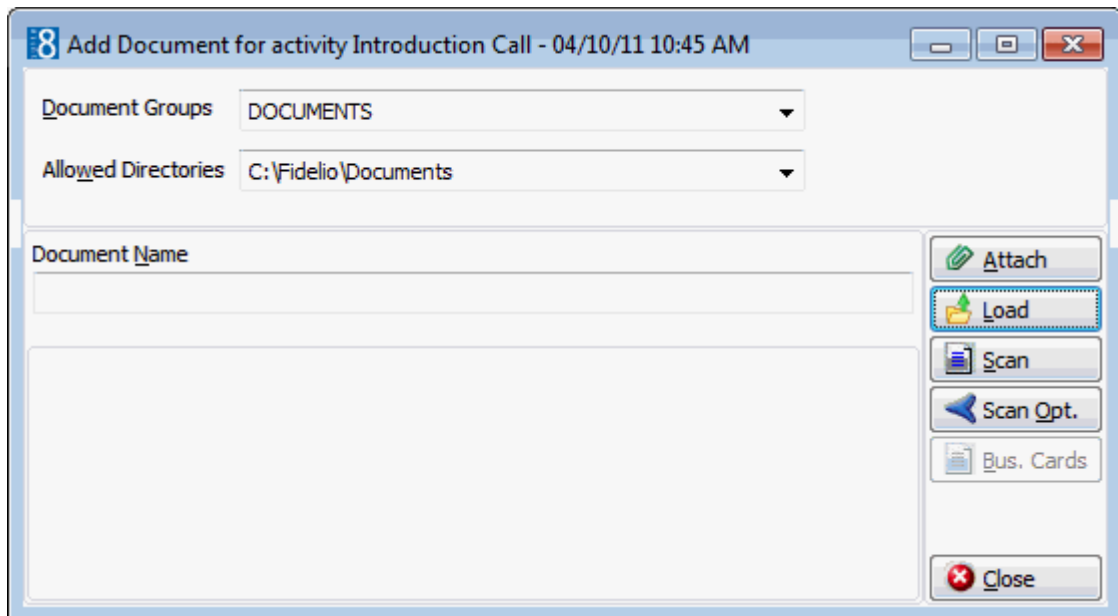 8 Add Document for activity Introduction Call - 04/10/11 10:45 AM
Document Groups DOCUMENTS
Allowed Directories C:\Fidelio\Documents
Document Name
Attach
Load
Scan
Scan Opt.
Bus. Cards
Close